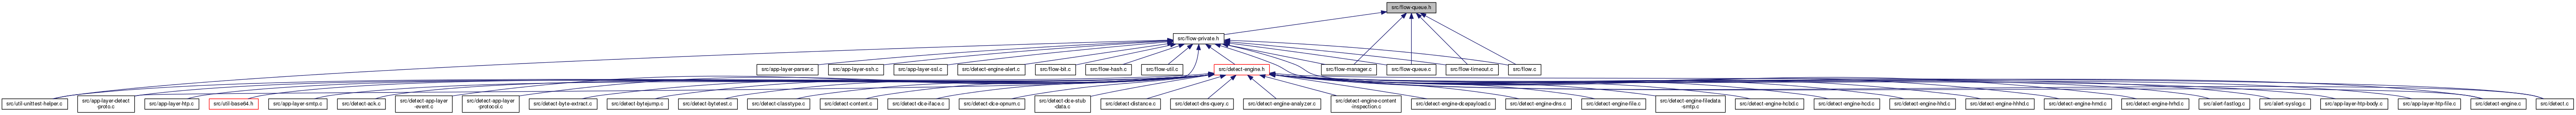 src/flow-queue.h
src/flow-private.h
src/app-layer-parser.c
src/app-layer-ssh.c
src/app-layer-ssl.c
src/detect-engine-alert.c
src/flow-bit.c
src/flow-hash.c
src/flow-util.c
src/detect-engine.h
src/flow-manager.c
src/flow-queue.c
src/flow-timeout.c
src/flow.c
src/util-unittest-helper.c
src/app-layer-detect
-proto.c
src/app-layer-htp.c
src/util-base64.h
src/app-layer-smtp.c
src/detect-ack.c
src/detect-app-layer
-event.c
src/detect-app-layer
-protocol.c
src/detect-byte-extract.c
src/detect-bytejump.c
src/detect-bytetest.c
src/detect-classtype.c
src/detect-content.c
src/detect-dce-iface.c
src/detect-dce-opnum.c
src/detect-dce-stub
-data.c
src/detect-distance.c
src/detect-dns-query.c
src/detect-engine-analyzer.c
src/detect-engine-content
-inspection.c
src/detect-engine-dcepayload.c
src/detect-engine-dns.c
src/detect-engine-file.c
src/detect-engine-filedata
-smtp.c
src/detect-engine-hcbd.c
src/detect-engine-hcd.c
src/detect-engine-hhd.c
src/detect-engine-hhhd.c
src/detect-engine-hmd.c
src/detect-engine-hrhd.c
src/alert-fastlog.c
src/alert-syslog.c
src/app-layer-htp-body.c
src/app-layer-htp-file.c
src/detect-engine.c
src/detect.c